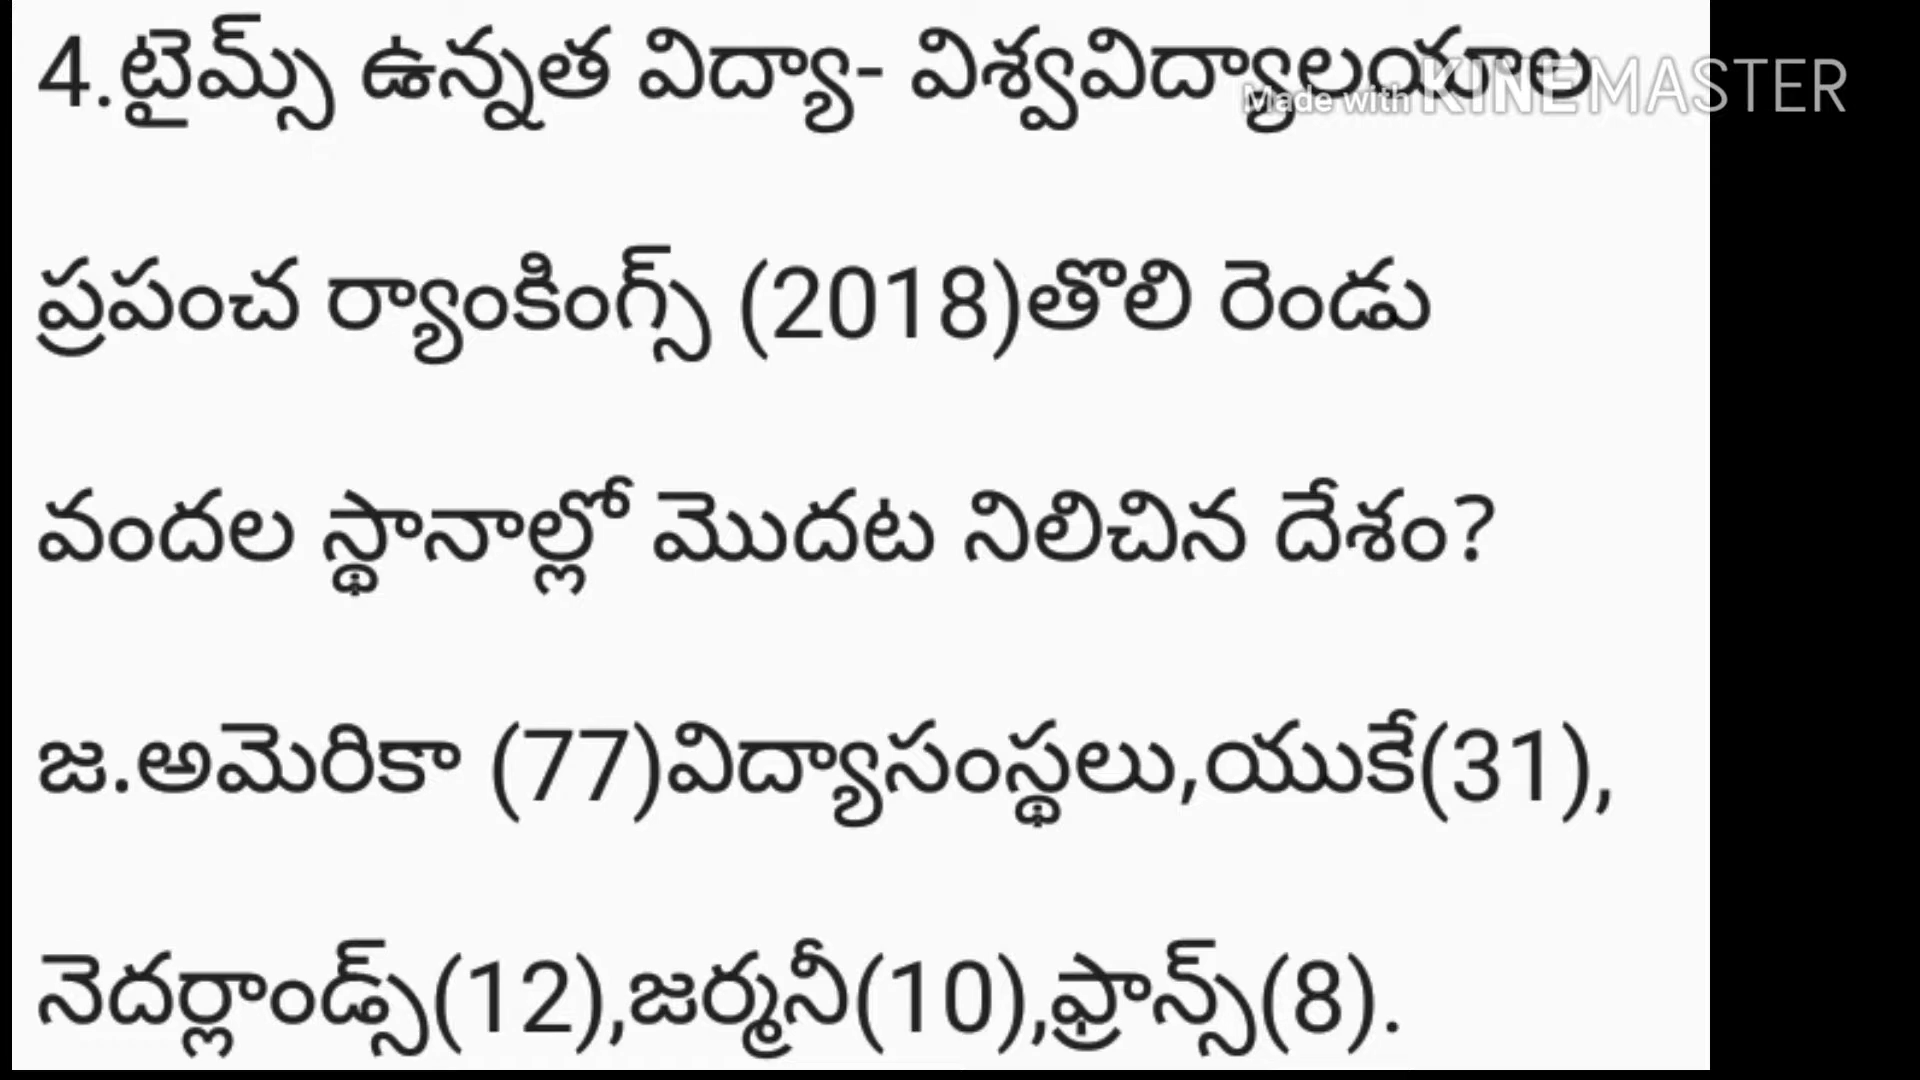 4.టైమ్స్ ఉన్నత విద్యా- విశ్వవిద్యాలయాల
Made with KINEMASTER
ప్రపంచ ర్యాంకింగ్స్ (2018)తొలి రెండు
వందల స్థానాల్లో మొదట నిలిచిన దేశం?
జ.అమెరికా (77)విద్యాసంస్థలు,యుకే(31),
నెదర్లాండ్స్(12),జర్మనీ(10),ఫ్రాన్స్(8).